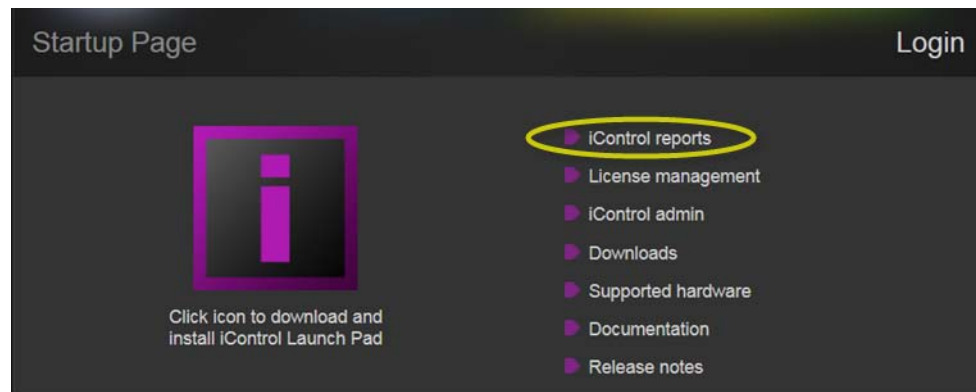 Startup Page
Login
i
Click icon to download and
install iControl Launch Pad
iControl reports
License management
iControl admin
Downloads
Supported hardware
Documentation
Release notes